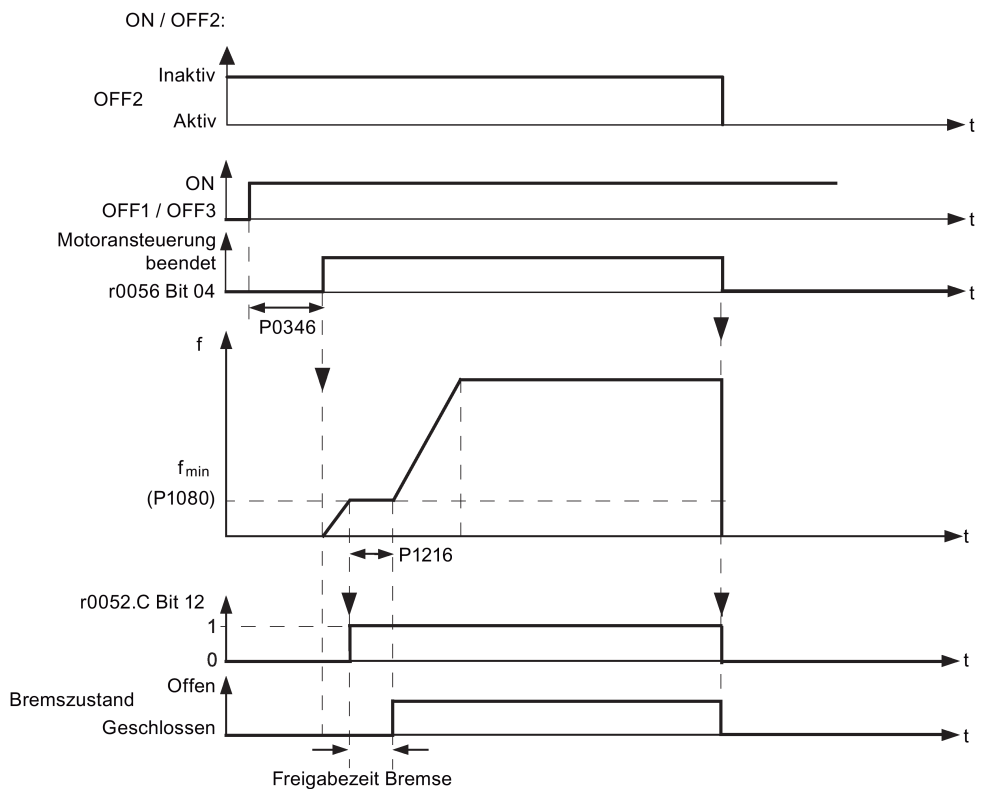 ON / OFF2:
Inaktiv
OFF2
Aktiv
t
ON
OFF1 / OFF3
t
Motoransteuerung
beendet
r0056 Bit 04
t
P0346
f
fmin
(P1080)
t
P1216
r0052.C Bit 12
1
0
t
Offen
Bremszustand
Geschlossen
t
Freigabezeit Bremse